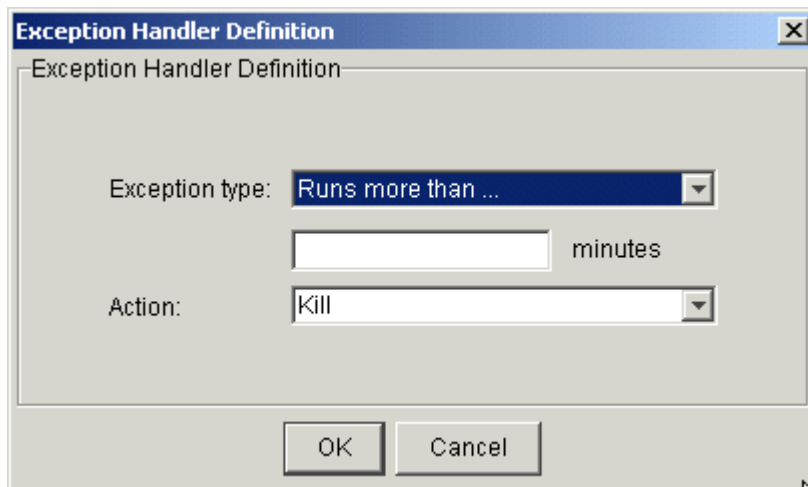 Exception Handler Definition
Exception Handler Definition
Exception type: Runs more than ...
minutes
Action: Kill
OK Cancel